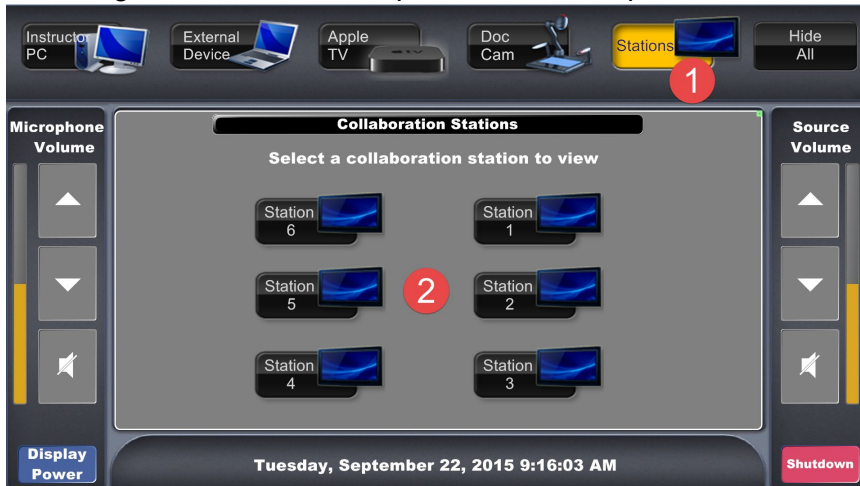 Instructor
PC
External
Device
Apple
TV
tv
Doc
Cam
Stations
Hide
All
1
Microphone
Volume
Collaboration Stations
Source
Volume
Select a collaboration station to view
Station
6
Station
1
Station
5
2
Station
2
Station
4
Station
3
Display
Power
Tuesday, September 22, 2015 9:16:03 AM
Shutdown